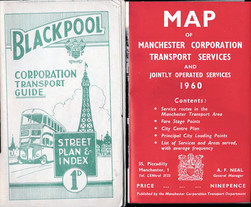 BLACKPOOL
CORPORATION
TRANSPORT
GUIDE
STREET
PLAN &
INDEX
1D
MAP
OF
MANCHESTER CORPORATION
TRANSPORT SERVICES
AND
JOINTLY OPERATED SERVICES
1960
Contents:
Service routes in the
Manchester Transport Area
Fare Stage Points
City Centre Plan
Principal City Loading Points
List of Services and Areas served,
with average frequency
55, Piccadilly
Manchester, 1
A. F. NEAL
General Manager
PRICE - - NINEPENCE
Published by the Manchester Corporation Transport Department